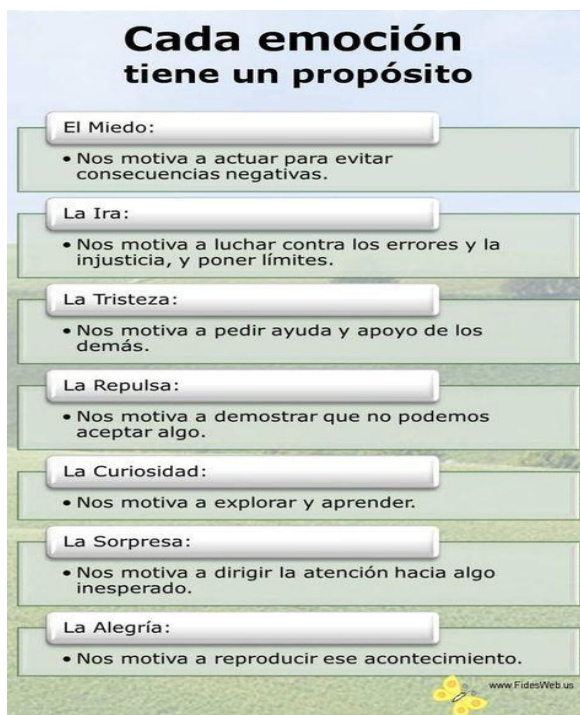 Cada emoción
tiene un propósito
El Miedo:
• Nos motiva a actuar para evitar
consecuencias negativas.
La Ira:
• Nos motiva a luchar contra los errores y la
injusticia, y poner límites.
La Tristeza:
• Nos motiva a pedir ayuda y apoyo de los
demás.
La Repulsa:
• Nos motiva a demostrar que no podemos
aceptar algo.
La Curiosidad:
• Nos motiva a explorar y aprender.
La Sorpresa:
• Nos motiva a dirigir la atención hacia algo
inesperado.
La Alegría:
• Nos motiva a reproducir ese acontecimiento.
www.FidesWeb.us